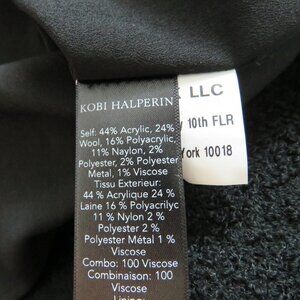 KOBI HALPERIN
Self: 44% Acrylic, 24%
Wool, 16% Polyacrylic,
11% Naylon, 2%
Polyester, 2% Polyester
Metal, 1% Viscose
Tissu Exterieur:
44 % Acrylique 24 %
Laine 16 % Polyacrilyc
11 % Nylon 2 %
Polyester 2 %
Polyester Métal 1 %
Viscose
Combo: 100 Viscose
Combinaison: 100
Viscose
LLC
10th FLR
York 10018